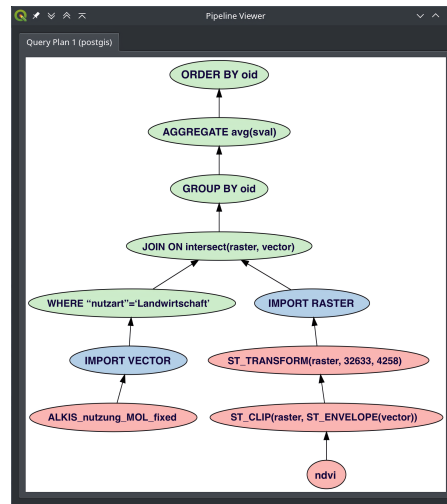 Pipeline Viewer
Query Plan 1 (postgis)
ORDER BY oid
AGGREGATE avg(sval)
GROUP BY oid
JOIN ON intersect(raster, vector)
WHERE “nutzart”=‘Landwirtschaft’
IMPORT RASTER
IMPORT VECTOR
ST_TRANSFORM(raster, 32633, 4258)
ALKIS_nutzung_MOL_fixed
ST_CLIP(raster, ST_ENVELOPE(vector))
ndvi